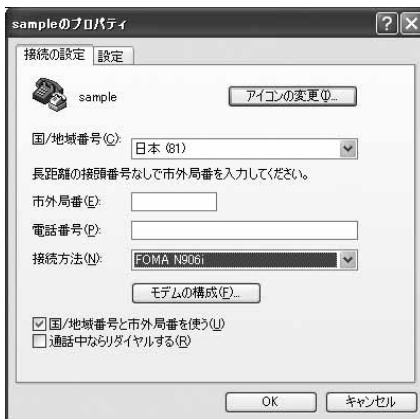 sampleのプロパティ
接続の設定 設定
sample アイコンの変更(I)...
国/地域番号(C): 日本 (81)
長距離の接頭番号なしで市外局番を入力してください。
市外局番(E):
電話番号(P):
接続方法(N): FOMA N906i
モデムの構成(F)...
国/地域番号と市外局番を使う(U)
通話中ならリダイヤルする(R)
OK キャンセル